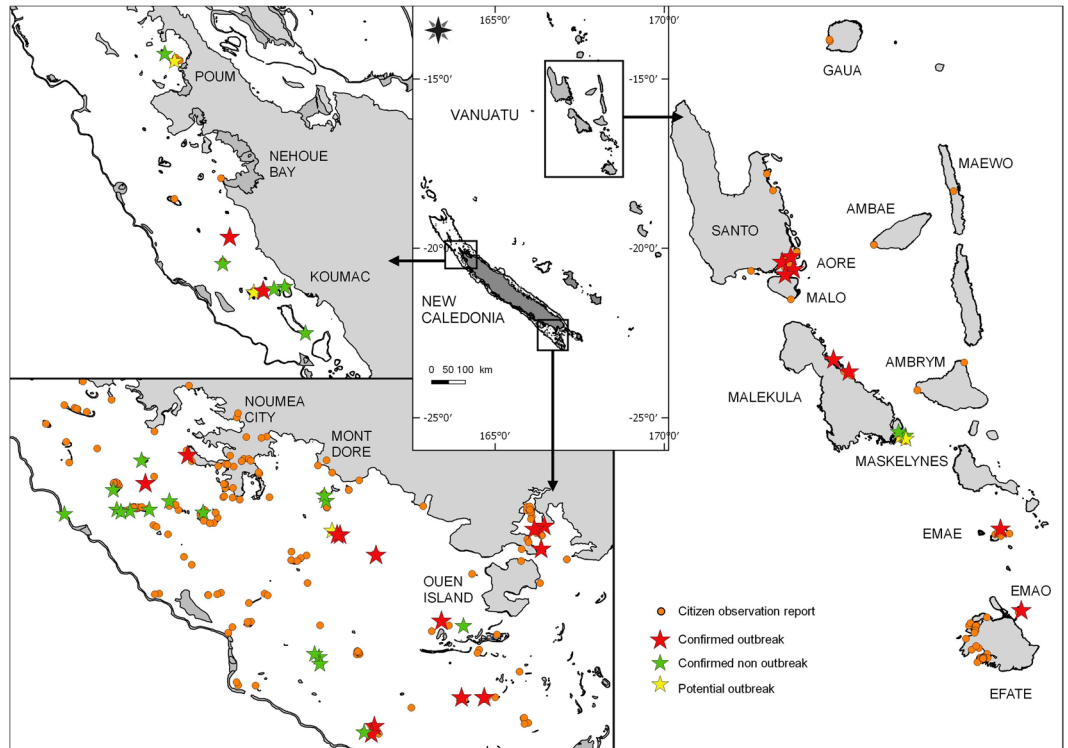 POUM
NEHOUE
BAY
KOUMAC
165°0'
170°0'
-15°0'
VANUATU
-20°0'
NEW
CALEDONIA
0 50 100 km
-25°0'
165°0'
170°0'
NOUMEA
CITY
MONT
DORE
OUEN
ISLAND
GAUA
MAEWO
AMBAE
SANTO
AORE
MALO
AMBRYM
MALEKULA
MASKELYNES
EMAE
EMAO
EFATE
Citizen observation report
Confirmed outbreak
Confirmed non outbreak
Potential outbreak